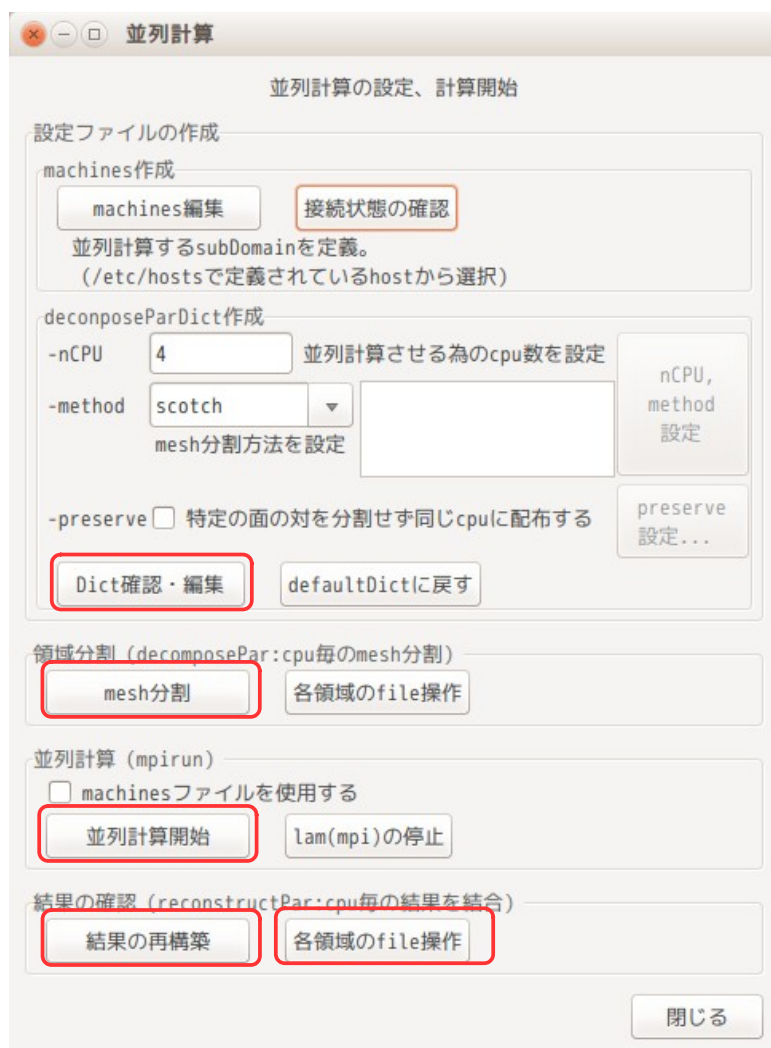 並列計算
並列計算の設定、計算開始
設定ファイルの作成
machines作成
machines編集 接続状態の確認
並列計算するsubDomainを定義。
(/etc/hostsで定義されているhostから選択)
deconposeParDict作成
-nCPU 4 並列計算させる為のcpu数を設定
nCPU,
method
設定
-method scotch
mesh分割方法を設定
-preserve 特定の面の対を分割せず同じcpuに配布する
preserve
設定...
Dict確認・編集 defaultDictに戻す
領域分割 (decomposePar:cpu毎のmesh分割)
mesh分割 各領域のfile操作
並列計算 (mpirun)
machinesファイルを使用する
並列計算開始 lam(mpi)の停止
結果の確認 (reconstructPar:cpu毎の結果を結合)
結果の再構築 各領域のfile操作
閉じる